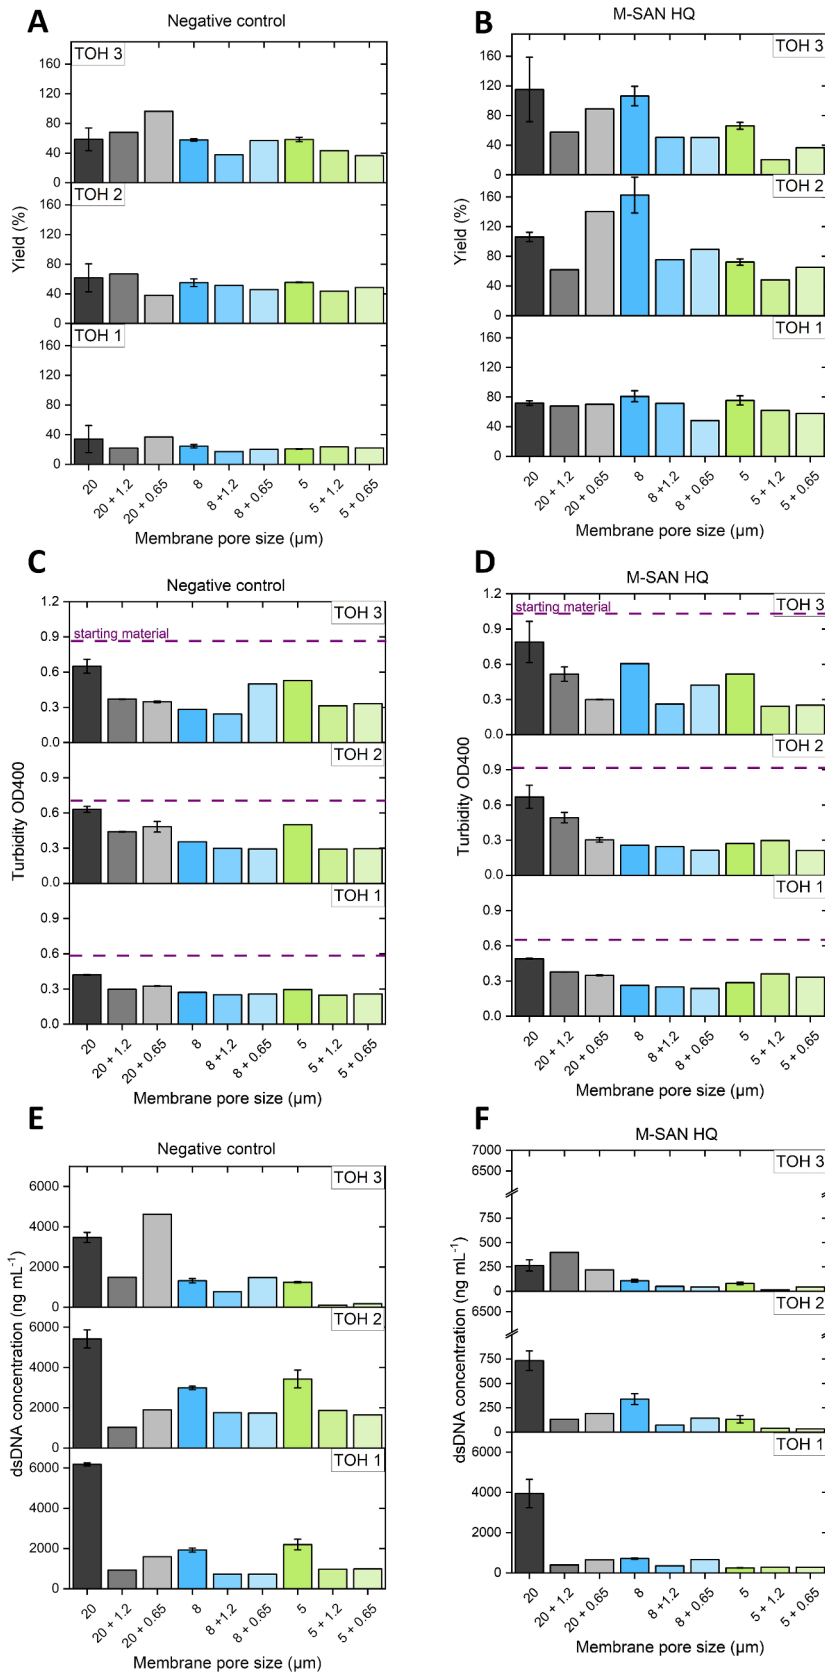 A
Negative control
TOH 3
160
120
80
40
0
TOH 2
160
120
80
40
0
TOH 1
160
120
80
40
0
Yield (%)
20
20 + 1.2
20 + 0.65
8
8 +1.2
8 + 0.65
5
5 + 1.2
5 + 0.65
Membrane pore size (µm)
B
M-SAN HQ
TOH 3
160
120
80
40
0
TOH 2
160
120
80
40
0
TOH 1
160
120
80
40
0
Yield (%)
20
20 + 1.2
20 + 0.65
8
8 +1.2
8 + 0.65
5
5 + 1.2
5 + 0.65
Membrane pore size (µm)
C
Negative control
TOH 3
starting material
1.2
0.9
0.6
0.3
0.0
TOH 2
0.9
0.6
0.3
0.0
TOH 1
0.9
0.6
0.3
0.0
Turbidity OD400
20
20 + 1.2
20 + 0.65
8
8 +1.2
8 + 0.65
5
5 + 1.2
5 + 0.65
Membrane pore size (µm)
D
M-SAN HQ
TOH 3
starting material
1.2
0.9
0.6
0.3
0.0
TOH 2
0.9
0.6
0.3
0.0
TOH 1
0.9
0.6
0.3
0.0
Turbidity OD400
20
20 + 1.2
20 + 0.65
8
8 +1.2
8 + 0.65
5
5 + 1.2
5 + 0.65
Membrane pore size (µm)
E
Negative control
TOH 3
6000
4000
2000
0
TOH 2
6000
4000
2000
0
TOH 1
6000
4000
2000
0
dsDNA concentration (ng mL-1)
20
20 + 1.2
20 + 0.65
8
8 +1.2
8 + 0.65
5
5 + 1.2
5 + 0.65
Membrane pore size (µm)
F
M-SAN HQ
TOH 3
7000
6500
750
500
250
0
TOH 2
6500
750
500
250
0
TOH 1
4000
2000
0
dsDNA concentration (ng mL-1)
20
20 + 1.2
20 + 0.65
8
8 +1.2
8 + 0.65
5
5 + 1.2
5 + 0.65
Membrane pore size (µm)